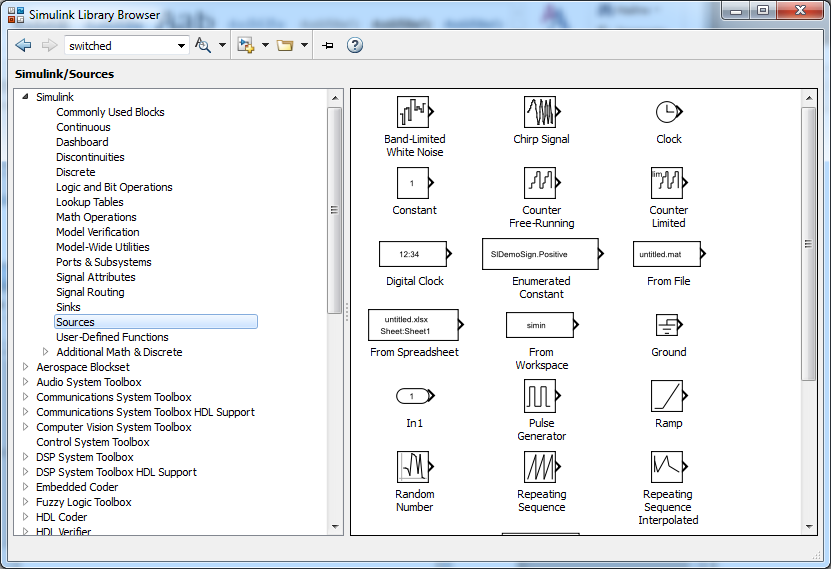 Simulink Library Browser
switched
Simulink/Sources
Simulink
Commonly Used Blocks
Continuous
Dashboard
Discontinuities
Discrete
Logic and Bit Operations
Lookup Tables
Math Operations
Model Verification
Model-Wide Utilities
Ports & Subsystems
Signal Attributes
Signal Routing
Sinks
Sources
User-Defined Functions
Additional Math & Discrete
Aerospace Blockset
Audio System Toolbox
Communications System Toolbox
Communications System Toolbox HDL Support
Computer Vision System Toolbox
Control System Toolbox
DSP System Toolbox
DSP System Toolbox HDL Support
Embedded Coder
Fuzzy Logic Toolbox
HDL Coder
HDL Verifier
Band-Limited
White Noise
Chirp Signal
Clock
1
Constant
Counter
Free-Running
lim
Counter
Limited
12:34
Digital Clock
SlDemoSign.Positive
Enumerated
Constant
untitled.mat
From File
untitled.xlsx
Sheet:Sheet1
From Spreadsheet
simin
From
Workspace
Ground
1
In1
Pulse
Generator
Ramp
Random
Number
Repeating
Sequence
Repeating
Sequence
Interpolated